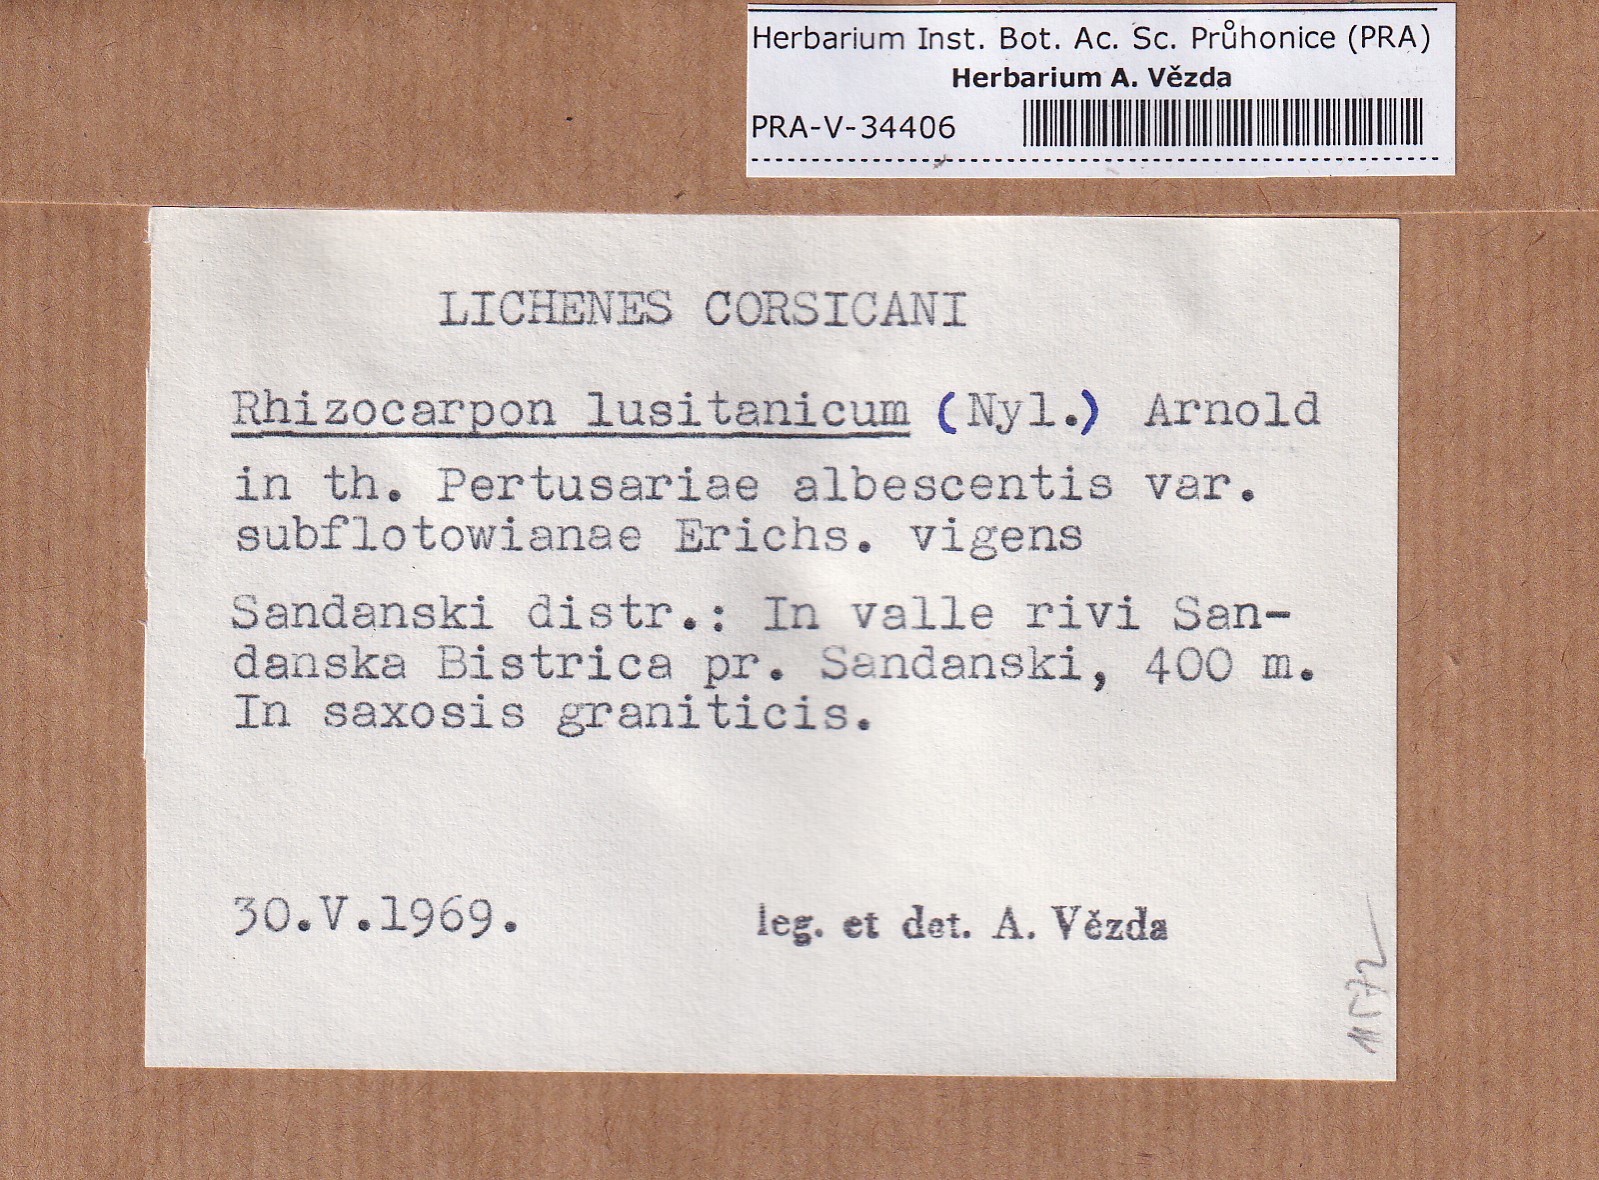 Herbarium Inst. Bot. Ac. Sc. Průhonice (PRA)
Herbarium A. Vězda
PRA-V-34406
LICHENES CORSICANI
Rhizocarpon lusitanicum (Nyl.) Arnold
in th. Pertusariae albescentis var.
subflotowianae Erichs. vigens
Sandanski distr.: In valle rivi San-
danska Bistrica pr. Sandanski, 400 m.
In saxosis graniticis.
30.V.1969.
leg. et det. A. Vězda